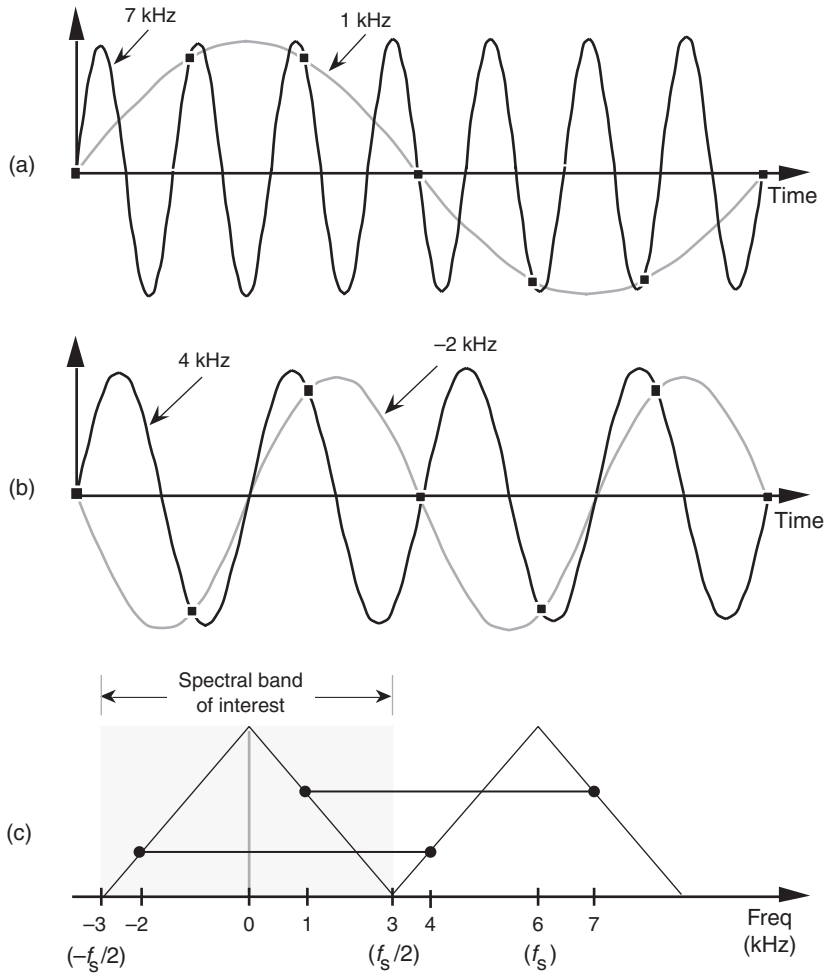 7 kHz
1 kHz
(a)
Time
4 kHz
–2 kHz
(b)
Time
Spectral band
of interest
(c)
–3
–2
0
1
3
4
6
7
Freq
(kHz)
(–fs/2)
(fs/2)
(fs)